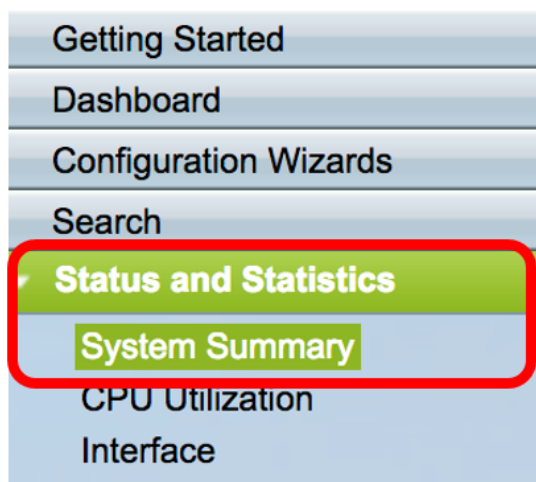 Getting Started
Dashboard
Configuration Wizards
Search
Status and Statistics
System Summary
CPU Utilization
Interface